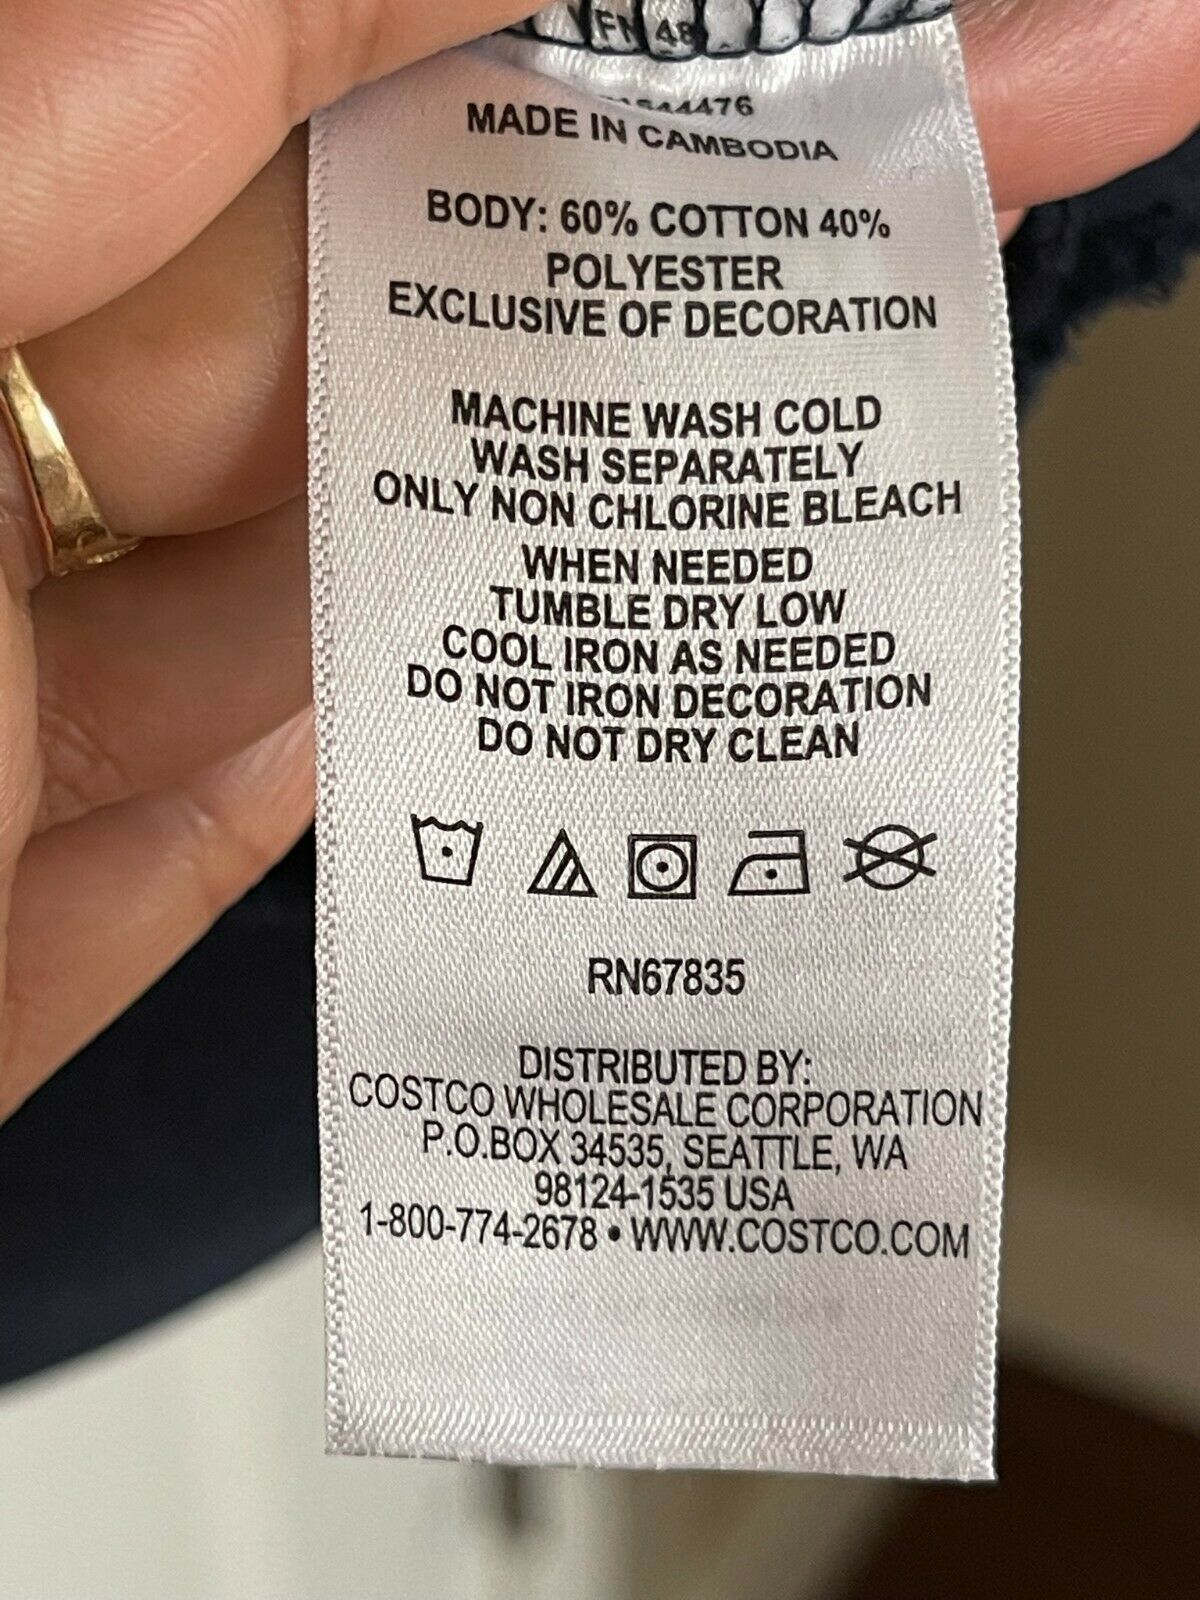 FN 48
MADE IN CAMBODIA
BODY: 60% COTTON 40%
POLYESTER
EXCLUSIVE OF DECORATION
MACHINE WASH COLD
WASH SEPARATELY
ONLY NON CHLORINE BLEACH
WHEN NEEDED
TUMBLE DRY LOW
COOL IRON AS NEEDED
DO NOT IRON DECORATION
DO NOT DRY CLEAN
RN67835
DISTRIBUTED BY:
COSTCO WHOLESALE CORPORATION
P.O.BOX 34535, SEATTLE, WA
98124-1535 USA
1-800-774-2678 • WWW.COSTCO.COM